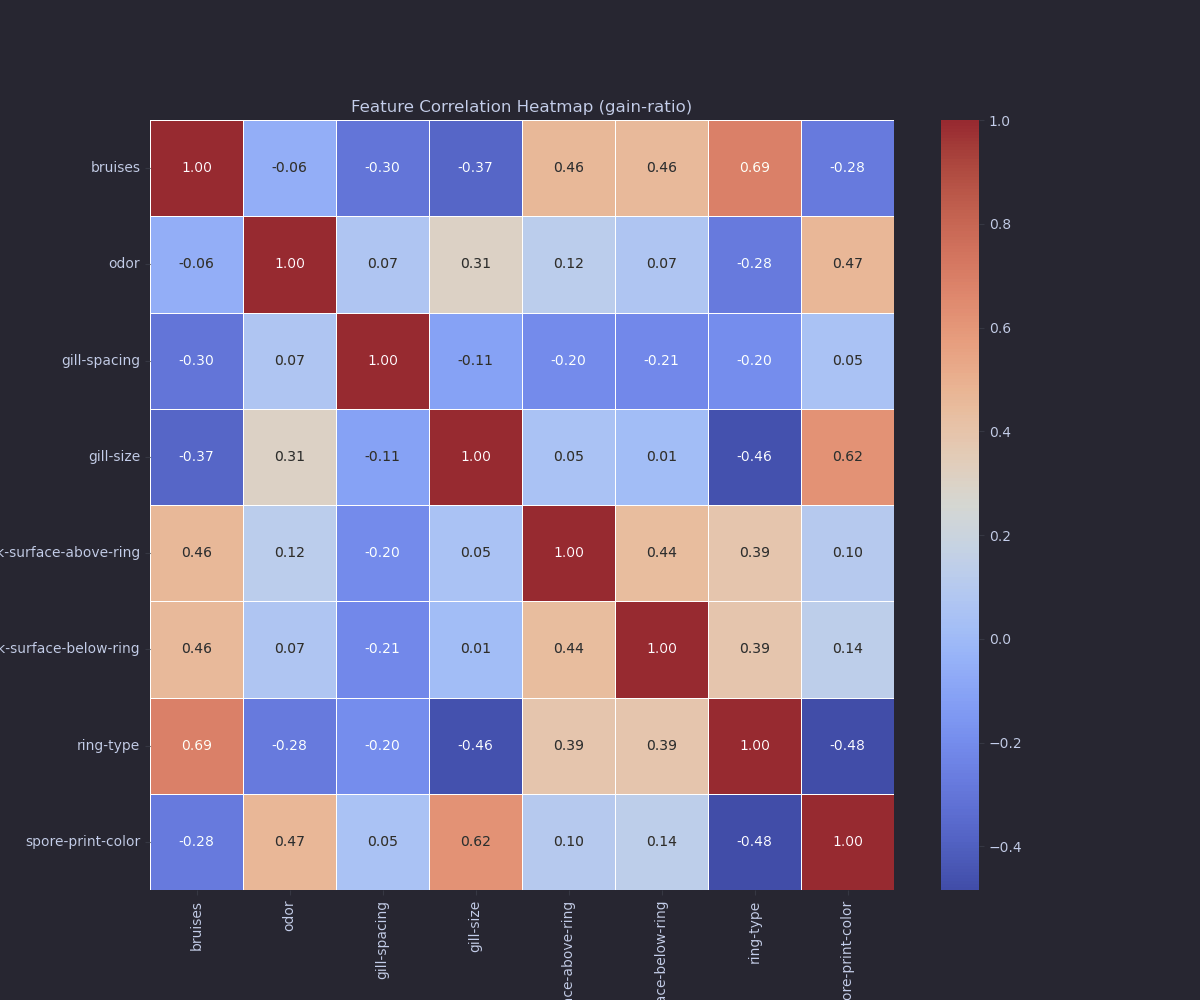 Feature Correlation Heatmap (gain-ratio)
bruises 1.00 -0.06 -0.30 -0.37 0.46 0.46 0.69 -0.28
odor -0.06 1.00 0.07 0.31 0.12 0.07 -0.28 0.47
gill-spacing -0.30 0.07 1.00 -0.11 -0.20 -0.21 -0.20 0.05
gill-size -0.37 0.31 -0.11 1.00 0.05 0.01 -0.46 0.62
k-surface-above-ring 0.46 0.12 -0.20 0.05 1.00 0.44 0.39 0.10
k-surface-below-ring 0.46 0.07 -0.21 0.01 0.44 1.00 0.39 0.14
ring-type 0.69 -0.28 -0.20 -0.46 0.39 0.39 1.00 -0.48
spore-print-color -0.28 0.47 0.05 0.62 0.10 0.14 -0.48 1.00
bruises
odor
gill-spacing
gill-size
ce-above-ring
ace-below-ring
ring-type
ore-print-color
1.0
0.8
0.6
0.4
0.2
0.0
−0.2
−0.4